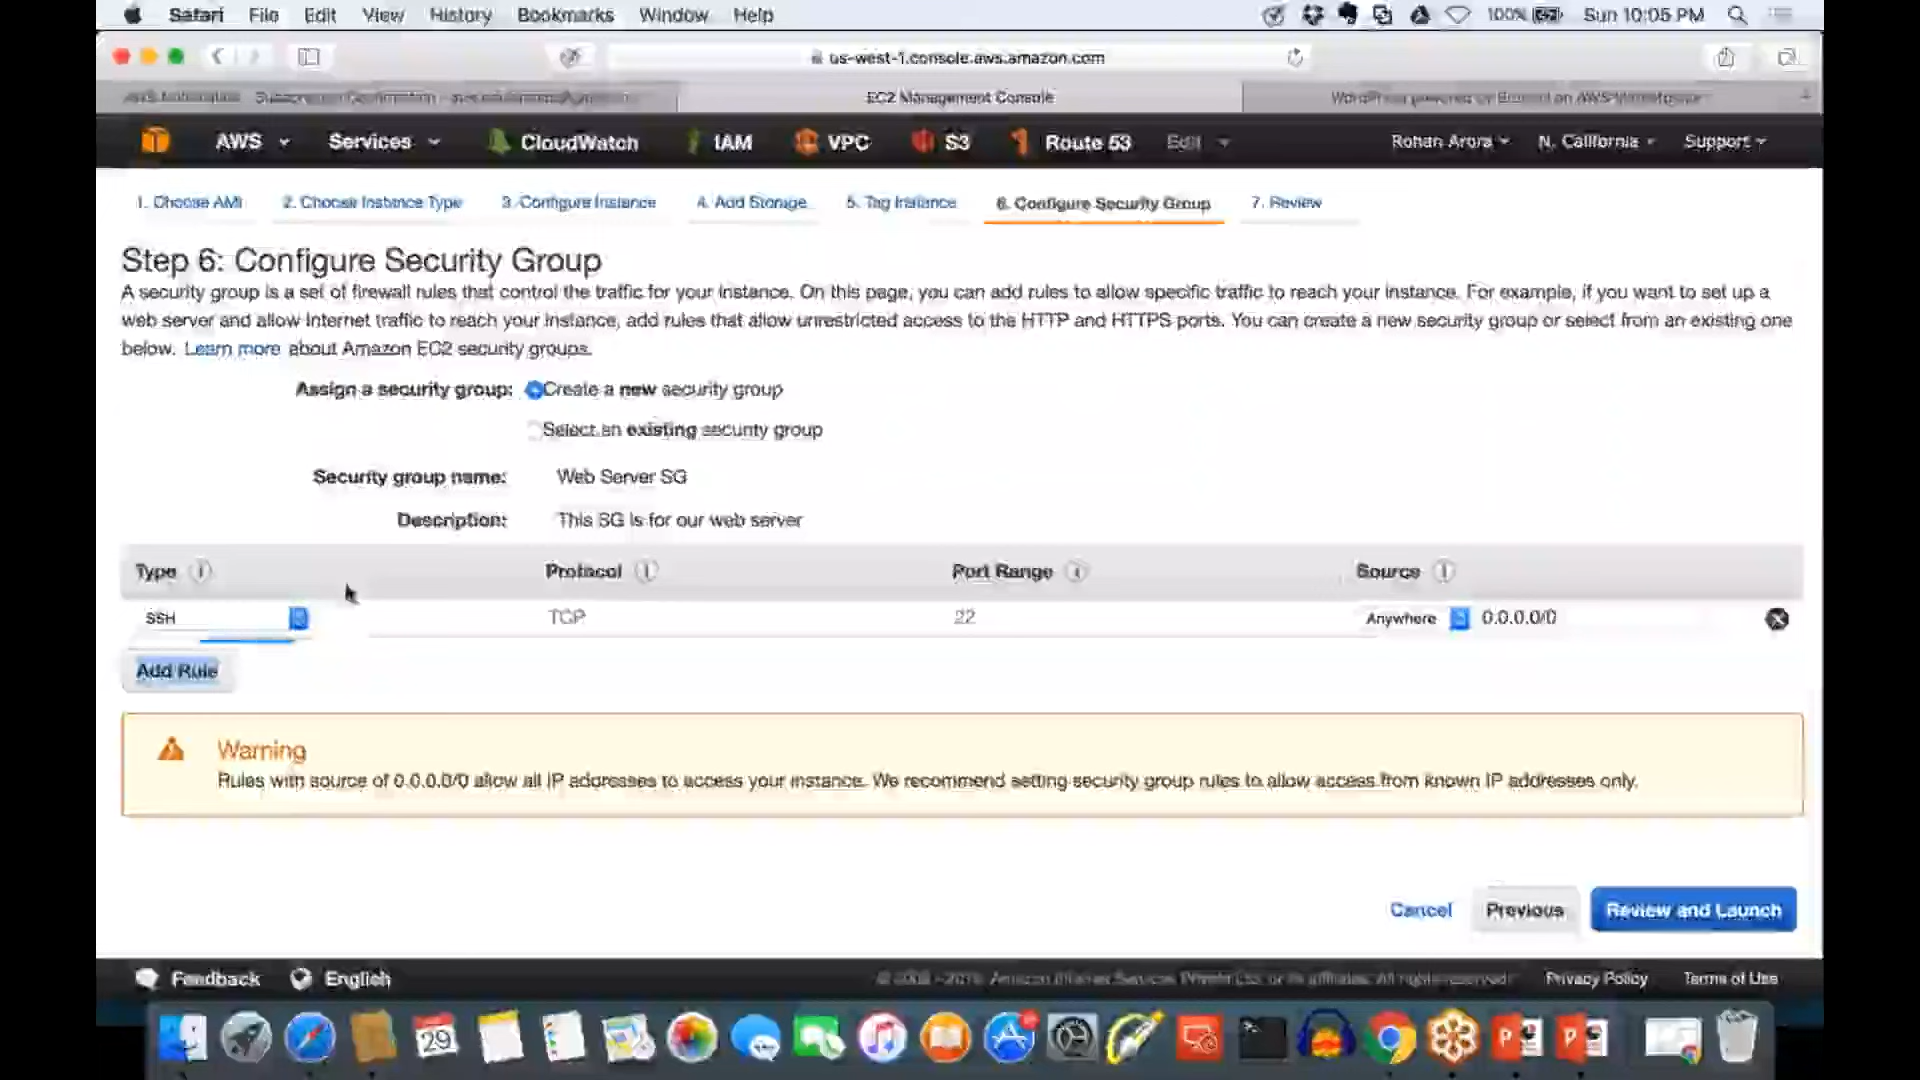 Safari File Edit View History Bookmarks Window Help 100% Sun 10:05 PM
us-west-1.console.aws.amazon.com
EC2 Management Console
AWS Services CloudWatch IAM VPC S3 Route 53 Edit Rohan Arora N. California Support
1. Choose AMI 2. Choose Instance Type 3. Configure Instance 4. Add Storage 5. Tag Instance 6. Configure Security Group 7. Review
Step 6: Configure Security Group
A security group is a set of firewall rules that control the traffic for your instance. On this page, you can add rules to allow specific traffic to reach your instance. For example, if you want to set up a
web server and allow Internet traffic to reach your instance, add rules that allow unrestricted access to the HTTP and HTTPS ports. You can create a new security group or select from an existing one
below. Learn more about Amazon EC2 security groups.
Assign a security group: Create a new security group
Select an existing security group
Security group name: Web Server SG
Description: This SG is for our web server
Type Protocol Port Range Source
SSH TCP 22 Anywhere 0.0.0.0/0
Add Rule
Warning
Rules with source of 0.0.0.0/0 allow all IP addresses to access your instance. We recommend setting security group rules to allow access from known IP addresses only.
Cancel Previous Review and Launch
Feedback English Privacy Policy Terms of Use
29